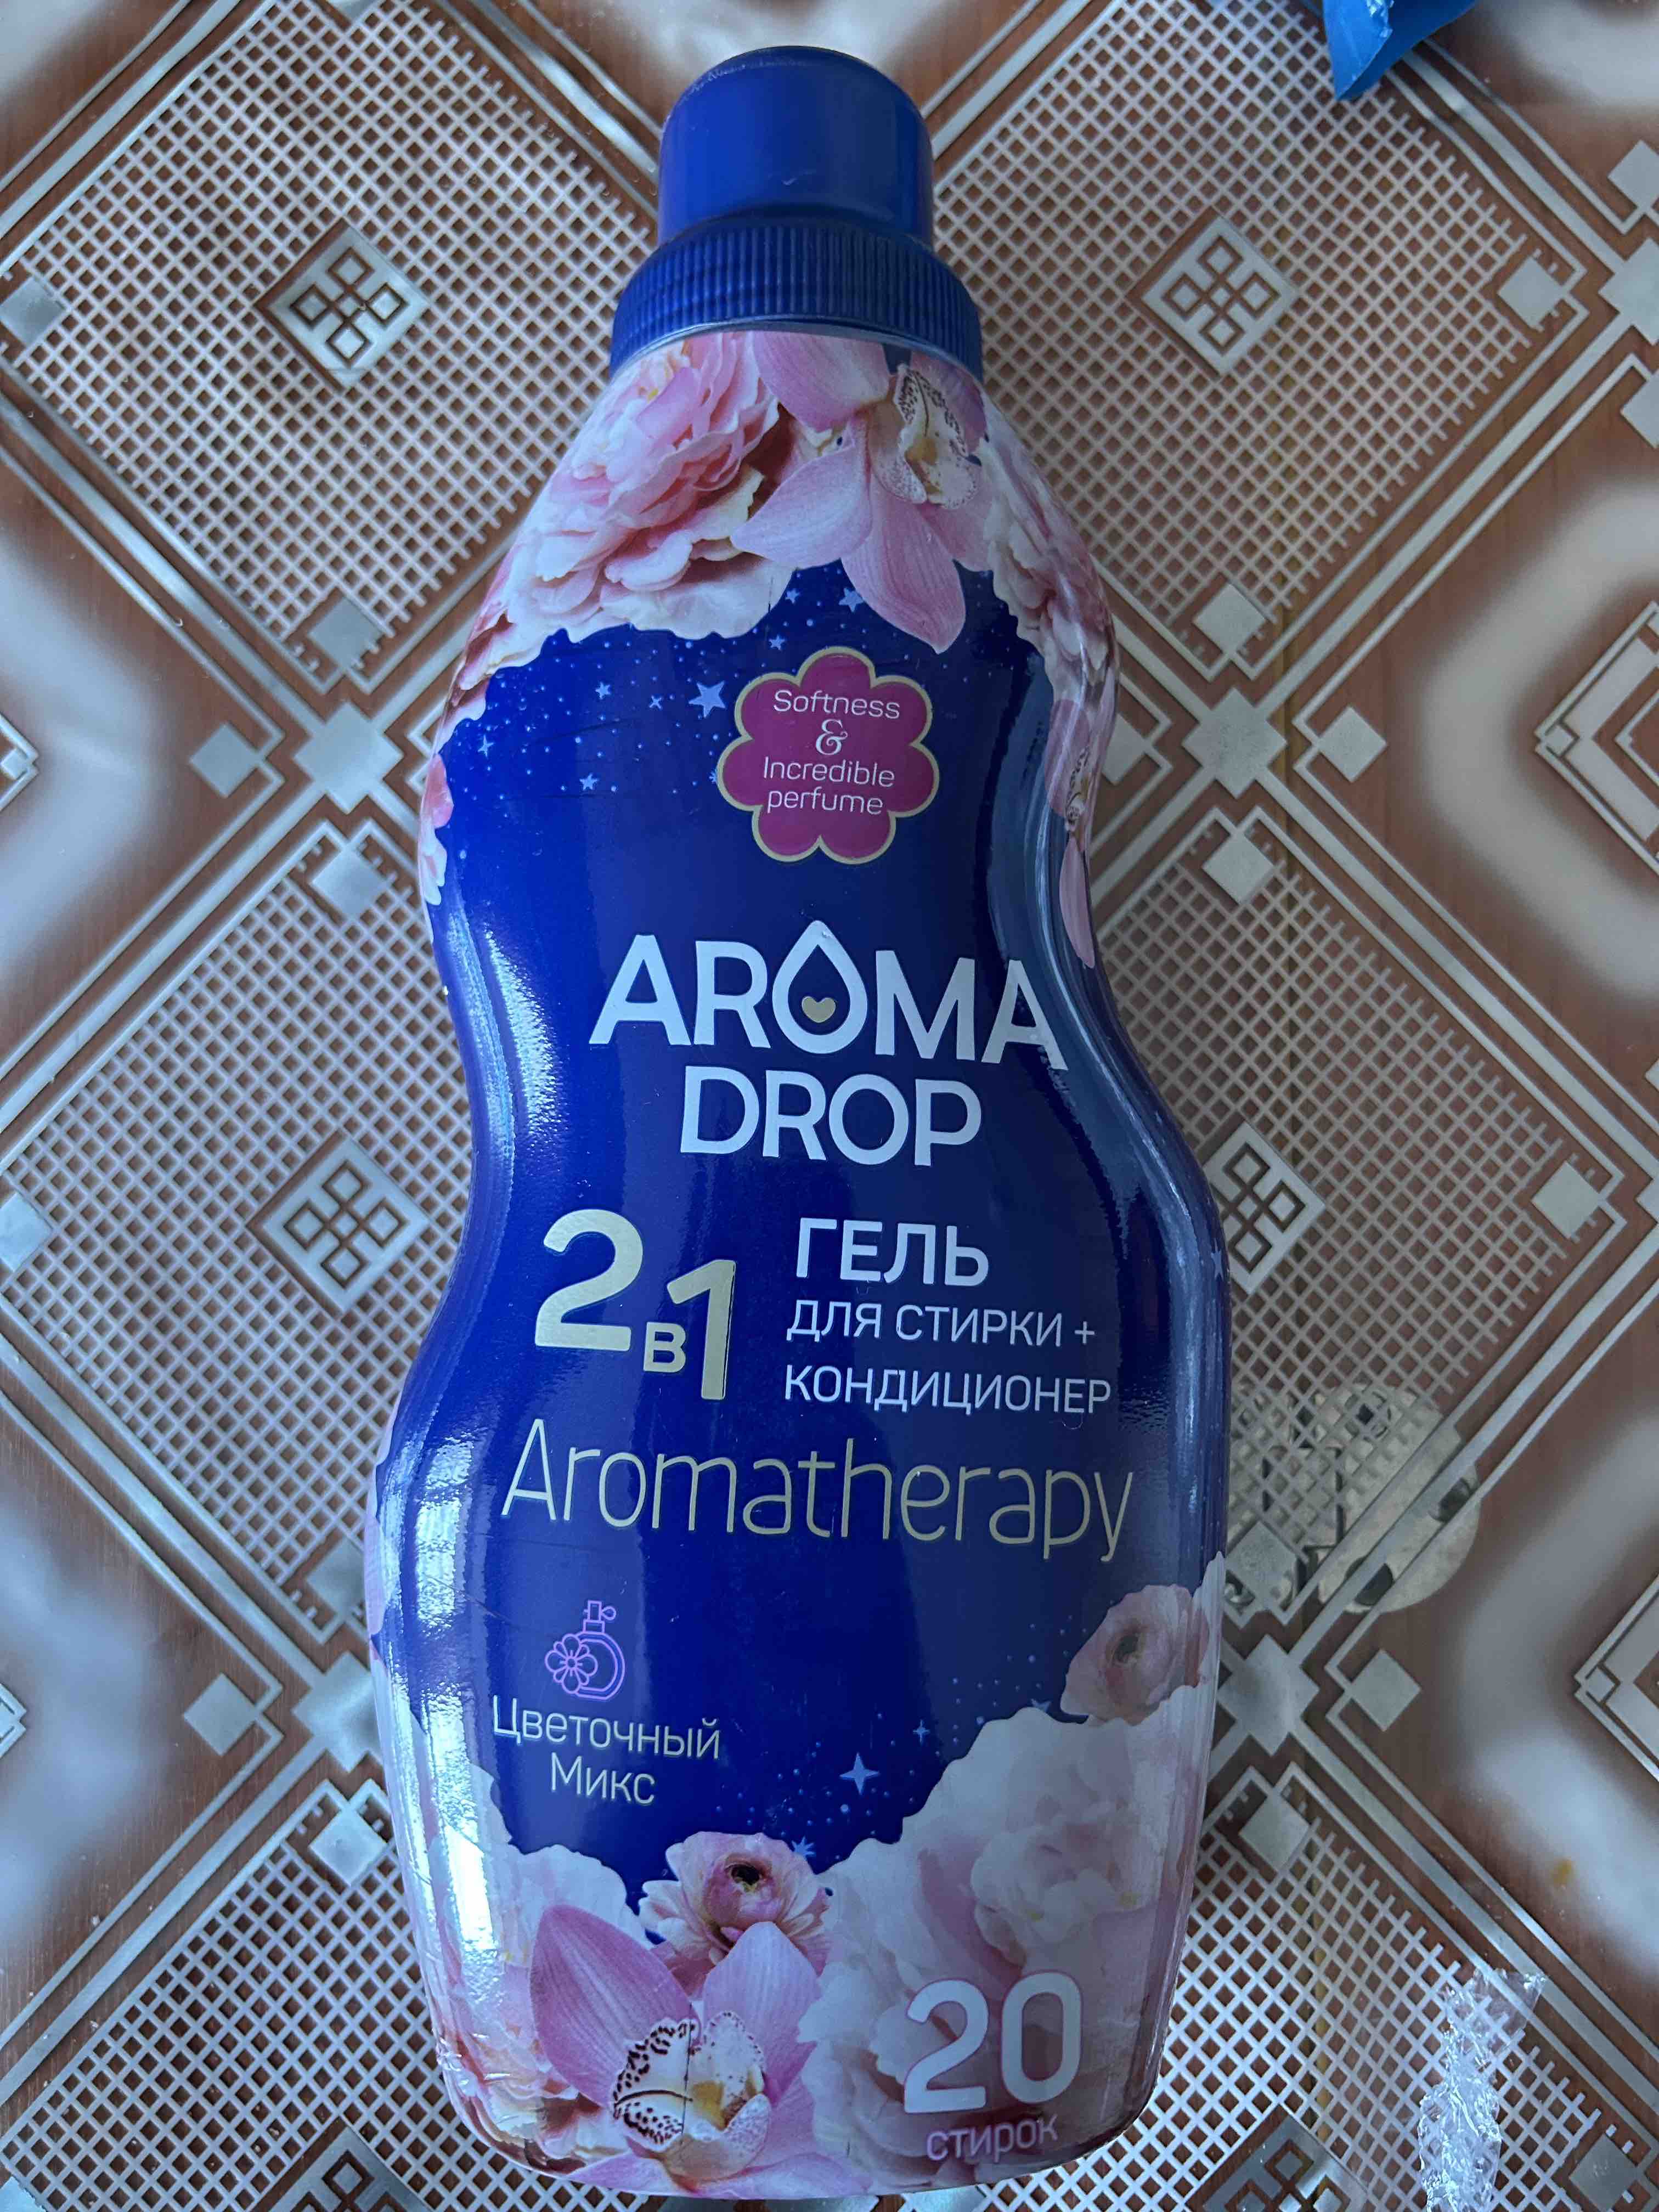 Softness
&
Incredible
perfume
AROMA
DROP
2в1
ГЕЛЬ
ДЛЯ СТИРКИ +
КОНДИЦИОНЕР
Aromatherapy
Цветочный
Микс
20
стирок